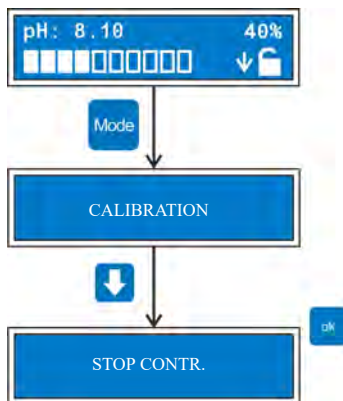 pH: 8.10 40%
Mode
CALIBRATION
ok
STOP CONTR.